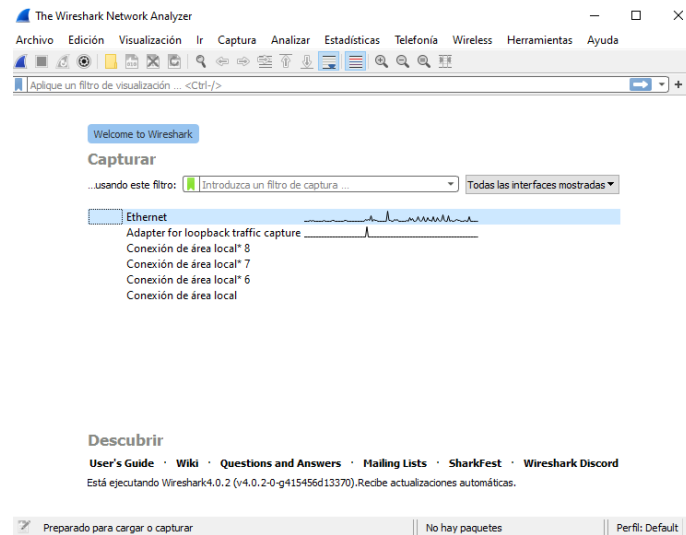 The Wireshark Network Analyzer
Archivo Edición Visualización Ir Captura Analizar Estadísticas Telefonía Wireless Herramientas Ayuda
Aplique un filtro de visualización ... <Ctrl-/>
Welcome to Wireshark
Capturar
...usando este filtro: Introduzca un filtro de captura ... Todas las interfaces mostradas
Ethernet
Adapter for loopback traffic capture
Conexión de área local* 8
Conexión de área local* 7
Conexión de área local* 6
Conexión de área local
Descubrir
User's Guide · Wiki · Questions and Answers · Mailing Lists · SharkFest · Wireshark Discord
Está ejecutando Wireshark4.0.2 (v4.0.2-0-g415456d13370).Recibe actualizaciones automáticas.
Preparado para cargar o capturar No hay paquetes Perfil: Default